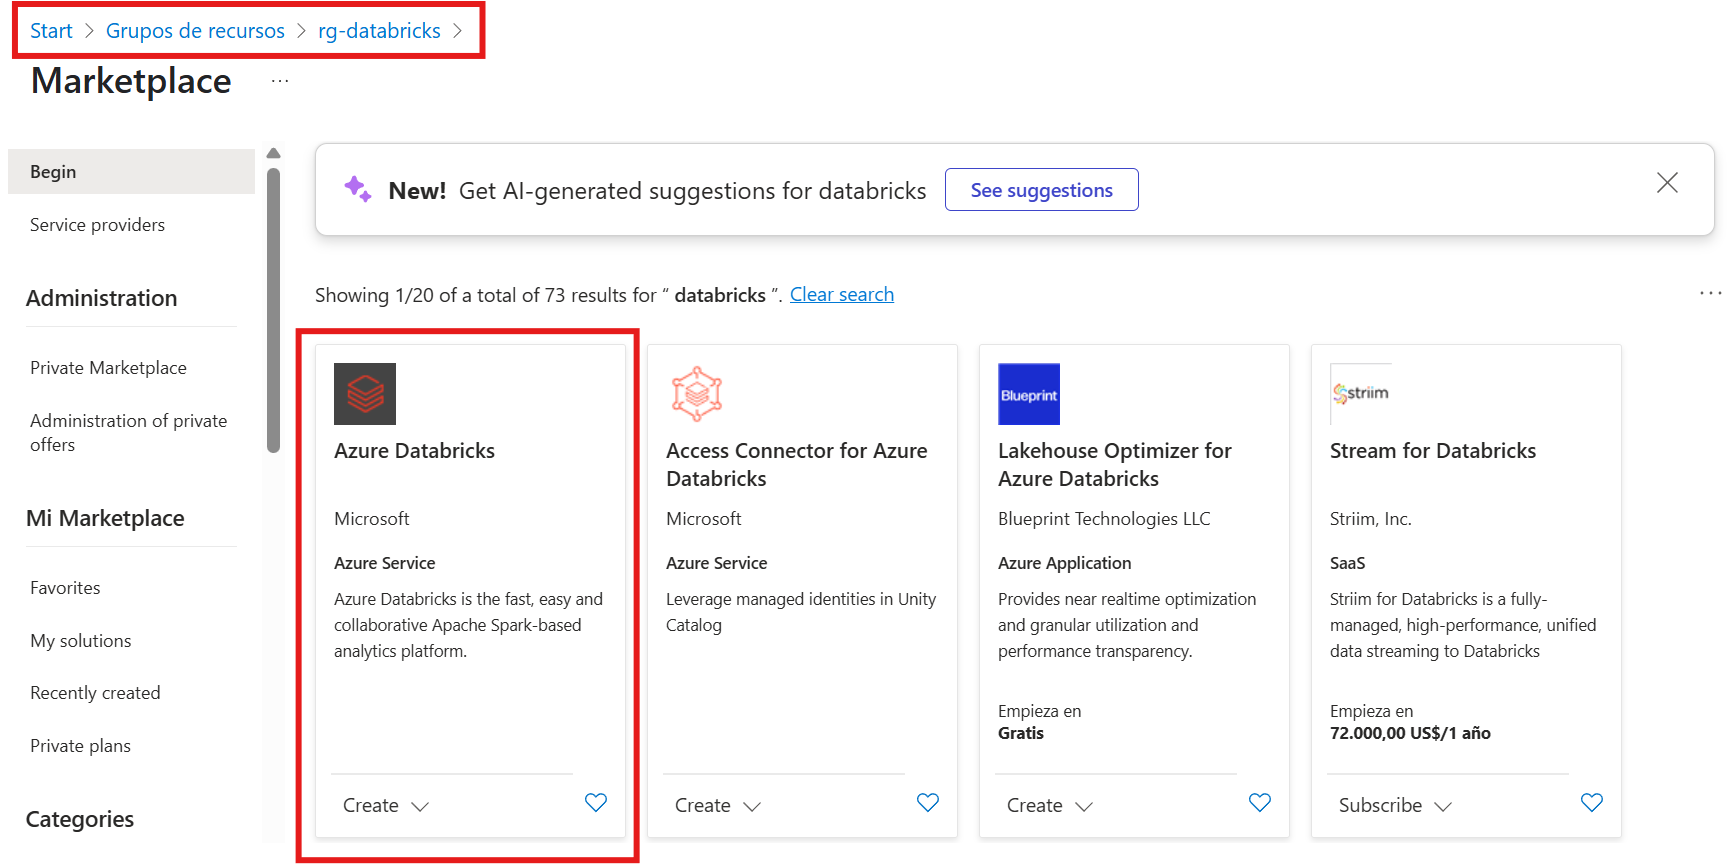 Start > Grupos de recursos > rg-databricks >
Marketplace ...
Begin
Service providers
Administration
Private Marketplace
Administration of private
offers
Mi Marketplace
Favorites
My solutions
Recently created
Private plans
Categories
New! Get AI-generated suggestions for databricks See suggestions
Showing 1/20 of a total of 73 results for “ databricks ”. Clear search
...
Azure Databricks
Microsoft
Azure Service
Azure Databricks is the fast, easy and
collaborative Apache Spark-based
analytics platform.
Create
Access Connector for Azure
Databricks
Microsoft
Azure Service
Leverage managed identities in Unity
Catalog
Create
Blueprint
Lakehouse Optimizer for
Azure Databricks
Blueprint Technologies LLC
Azure Application
Provides near realtime optimization
and granular utilization and
performance transparency.
Empieza en
Gratis
Create
striim
Stream for Databricks
Striim, Inc.
SaaS
Striim for Databricks is a fully-
managed, high-performance, unified
data streaming to Databricks
Empieza en
72.000,00 US$/1 año
Subscribe